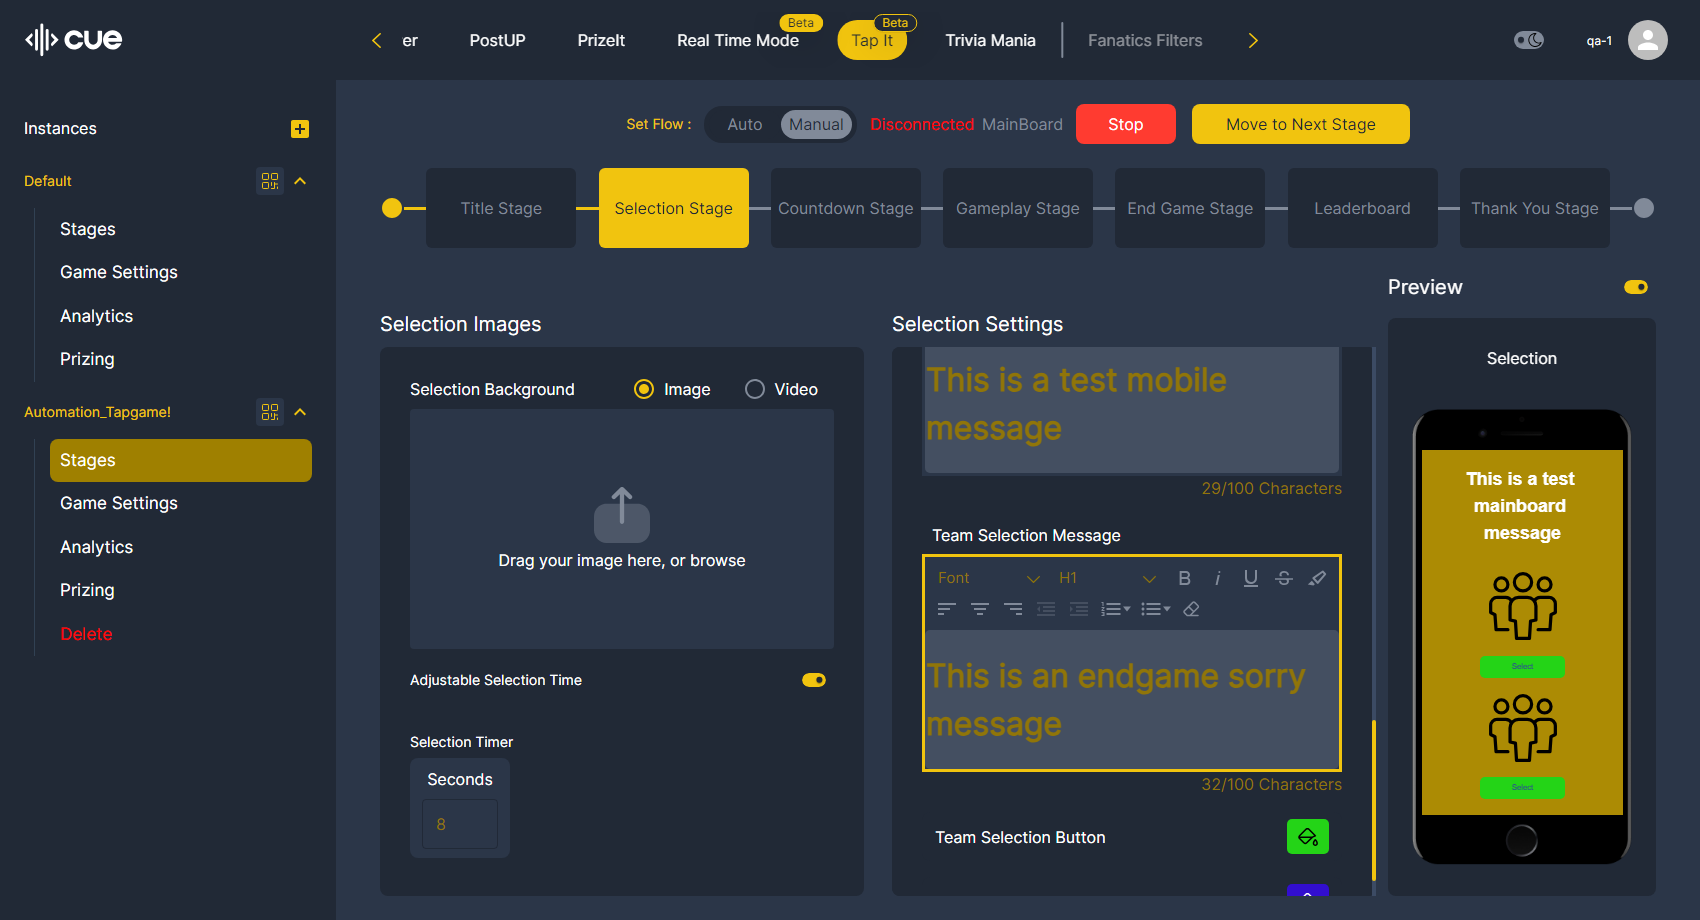 cue
er
PostUP
PrizeIt
Real Time Mode
Beta
Tap It
Beta
Trivia Mania
Fanatics Filters
qa-1
Instances
Default
Stages
Game Settings
Analytics
Prizing
Automation_Tapgame!
Stages
Game Settings
Analytics
Prizing
Delete
Set Flow :
Auto
Manual
Disconnected MainBoard
Stop
Move to Next Stage
Title Stage
Selection Stage
Countdown Stage
Gameplay Stage
End Game Stage
Leaderboard
Thank You Stage
Selection Images
Selection Background
Image
Video
Drag your image here, or browse
Adjustable Selection Time
Selection Timer
Seconds
8
Selection Settings
This is a test mobile
message
29/100 Characters
Team Selection Message
Font
H1
B
i
U
S
This is an endgame sorry
message
32/100 Characters
Team Selection Button
Preview
Selection
This is a test
mainboard
message
Select
Select